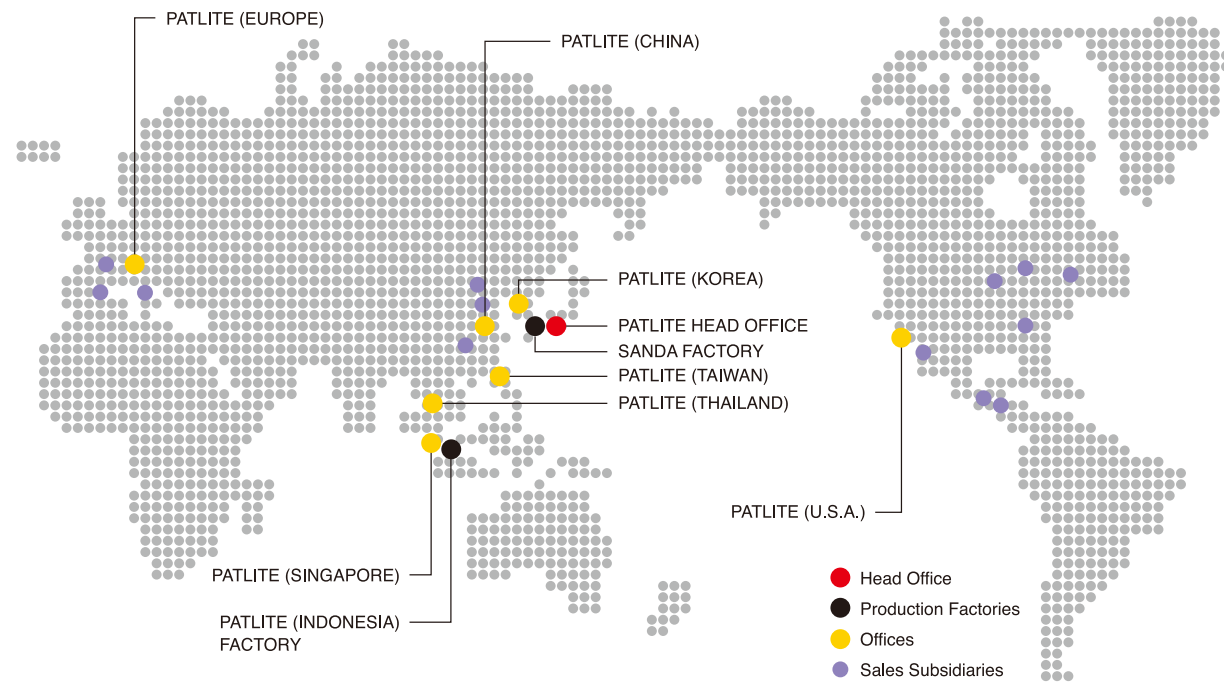 PATLITE (EUROPE)
PATLITE (CHINA)
PATLITE (KOREA)
PATLITE HEAD OFFICE
SANDA FACTORY
PATLITE (TAIWAN)
PATLITE (THAILAND)
PATLITE (U.S.A.)
PATLITE (SINGAPORE)
PATLITE (INDONESIA)
FACTORY
Head Office
Production Factories
Offices
Sales Subsidiaries